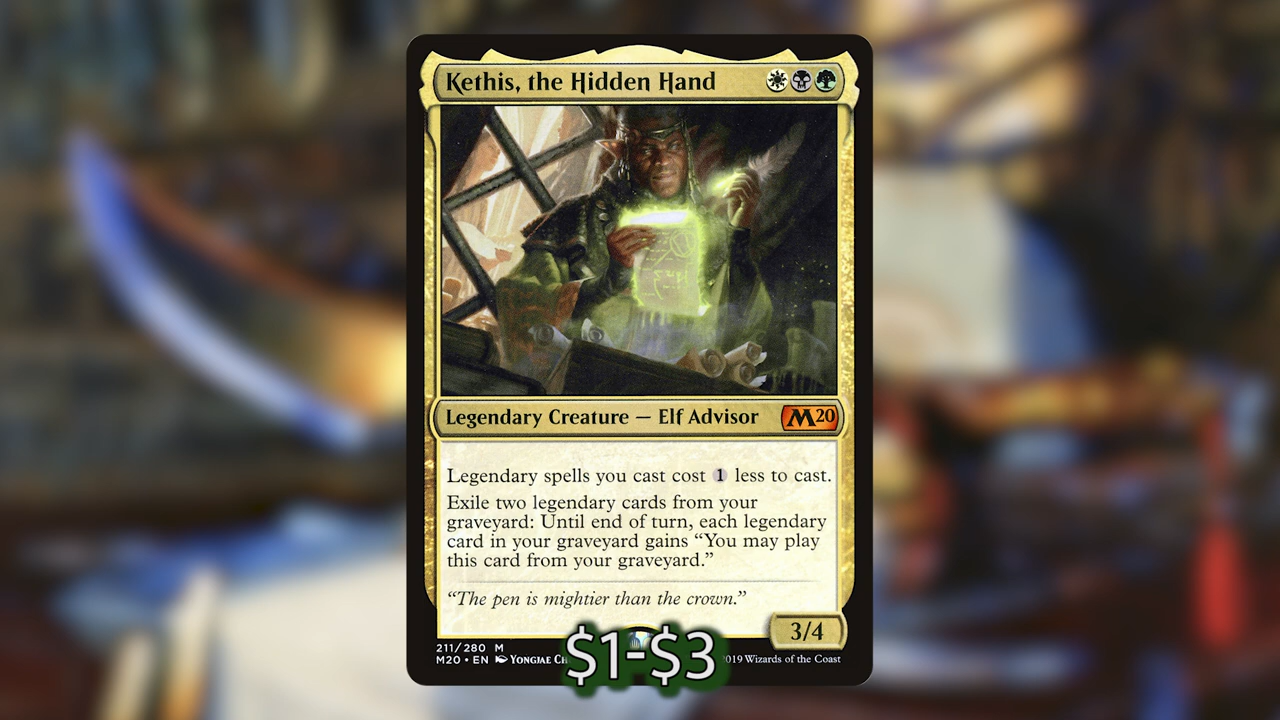 Kethis, the Hidden Hand
Legendary Creature — Elf Advisor
M20
Legendary spells you cast cost 1 less to cast.
Exile two legendary cards from your
graveyard: Until end of turn, each legendary
card in your graveyard gains “You may play
this card from your graveyard.”
“The pen is mightier than the crown.”
3/4
211/280 M
M20 • EN Yongjae
2019 Wizards of the Coast
$1-$3